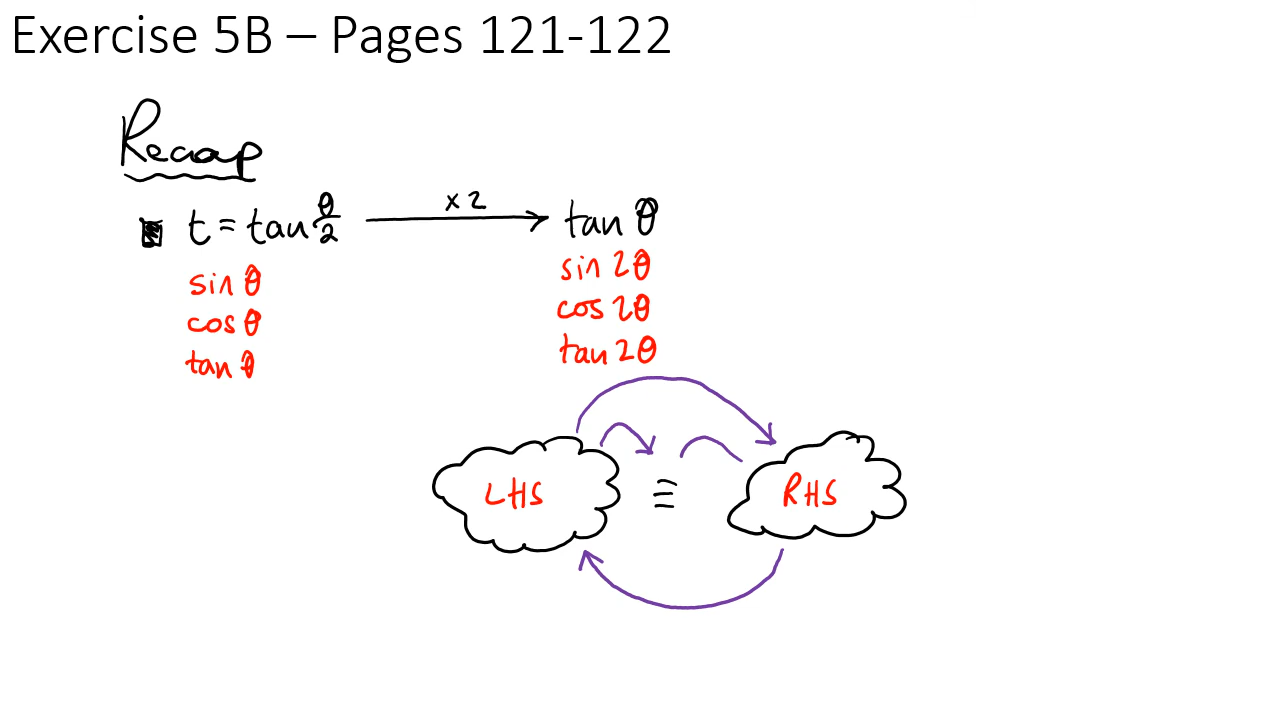 Exercise 5B – Pages 121-122
Recap
t = tan θ/2 ×2 tan θ
sin θ sin 2θ
cos θ cos 2θ
tan θ tan 2θ
LHS ≡ RHS